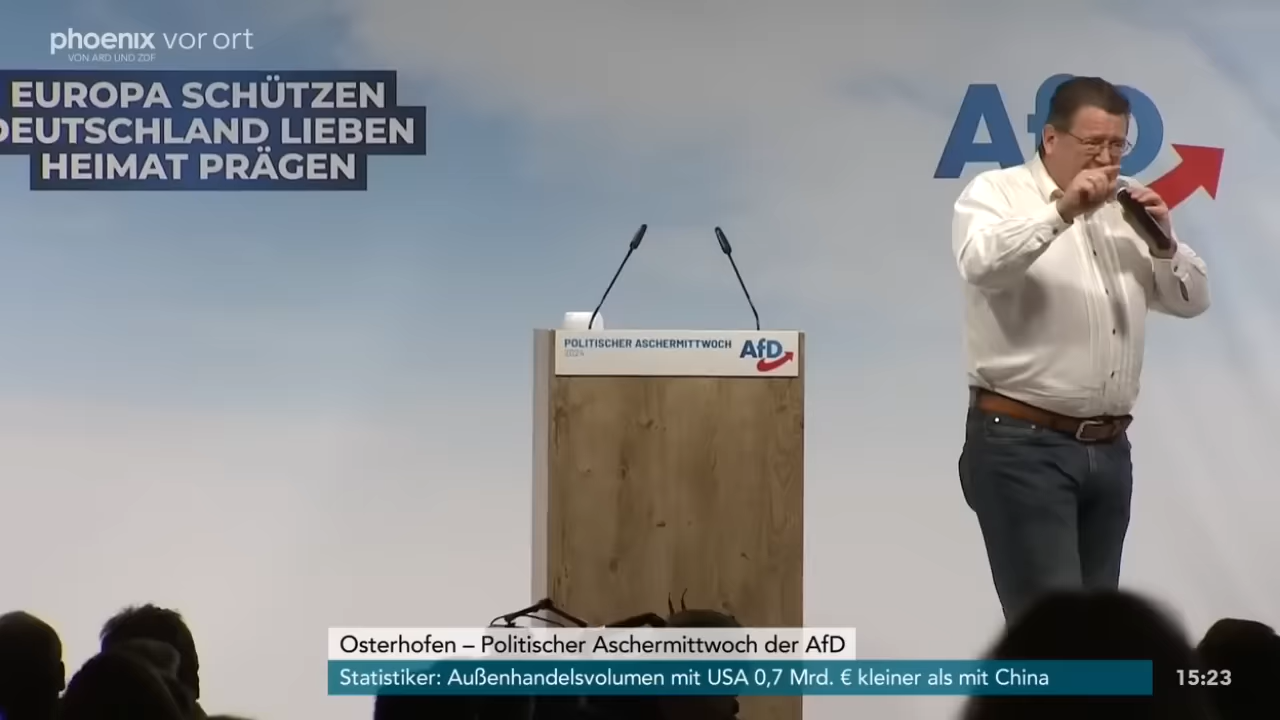 phoenix vor ort
VON ARD UND ZDF
EUROPA SCHÜTZEN
DEUTSCHLAND LIEBEN
HEIMAT PRÄGEN
AfD
POLITISCHER ASCHERMITTWOCH
2024
AfD
Osterhofen – Politischer Aschermittwoch der AfD
Statistiker: Außenhandelsvolumen mit USA 0,7 Mrd. € kleiner als mit China
15:23